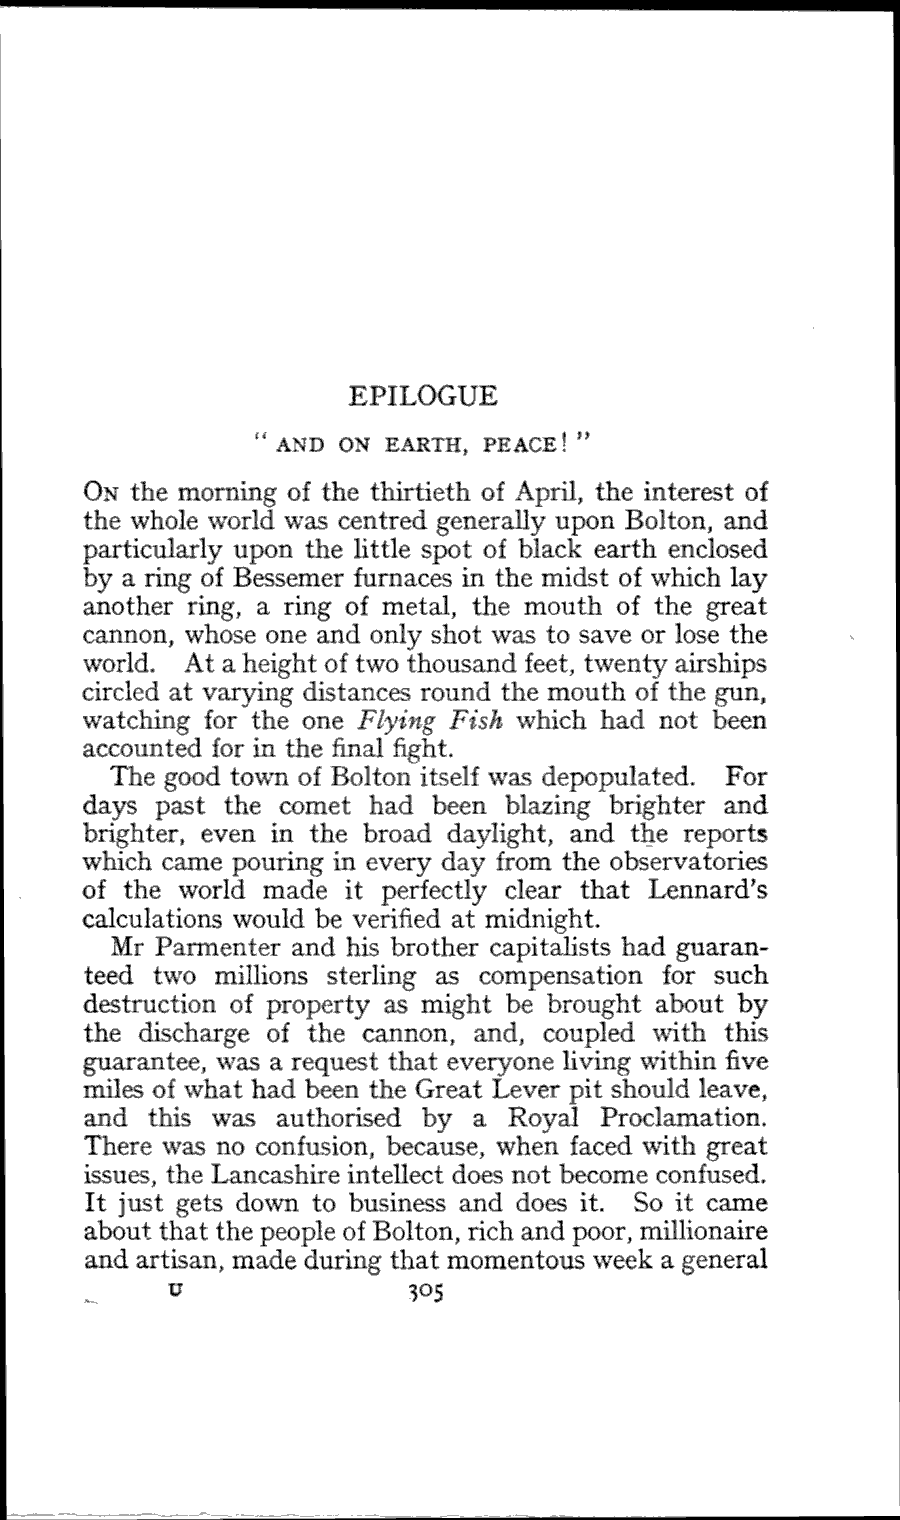 EPILOGUE
“ AND ON EARTH, PEACE! ”
ON the morning of the thirtieth of April, the interest of
the whole world was centred generally upon Bolton, and
particularly upon the little spot of black earth enclosed
by a ring of Bessemer furnaces in the midst of which lay
another ring, a ring of metal, the mouth of the great
cannon, whose one and only shot was to save or lose the
world. At a height of two thousand feet, twenty airships
circled at varying distances round the mouth of the gun,
watching for the one Flying Fish which had not been
accounted for in the final fight.
The good town of Bolton itself was depopulated. For
days past the comet had been blazing brighter and
brighter, even in the broad daylight, and the reports
which came pouring in every day from the observatories
of the world made it perfectly clear that Lennard’s
calculations would be verified at midnight.
Mr Parmenter and his brother capitalists had guaran-
teed two millions sterling as compensation for such
destruction of property as might be brought about by
the discharge of the cannon, and, coupled with this
guarantee, was a request that everyone living within five
miles of what had been the Great Lever pit should leave,
and this was authorised by a Royal Proclamation.
There was no confusion, because, when faced with great
issues, the Lancashire intellect does not become confused.
It just gets down to business and does it. So it came
about that the people of Bolton, rich and poor, millionaire
and artisan, made during that momentous week a general
U 305